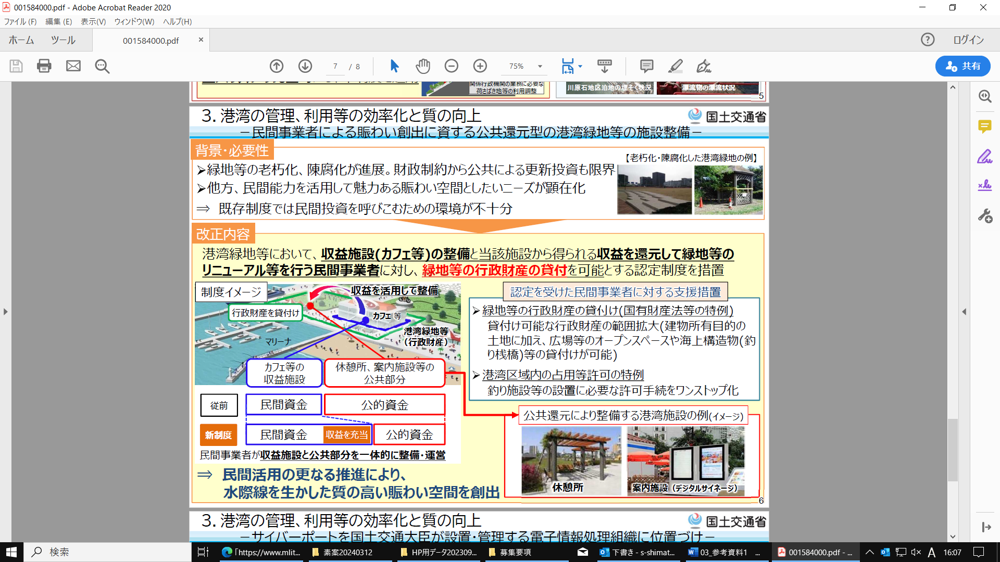 001584000.pdf - Adobe Acrobat Reader 2020
ファイル (F) 編集 (E) 表示(V) ウィンドウ(W) ヘルプ(H)
ホーム ツール 001584000.pdf × ログイン
7 / 8 75% 共有
関係行政機関の業務に必要な
荷さばき地等の利用調整
川原石地区泊地の埋そく状況
漂流物の漂流状況
5
3. 港湾の管理、利用等の効率化と質の向上
国土交通省
－民間事業者による賑わい創出に資する公共還元型の港湾緑地等の施設整備－
背景・必要性
【老朽化・陳腐化した港湾緑地の例】
➢緑地等の老朽化、陳腐化が進展。財政制約から公共による更新投資も限界
➢他方、民間能力を活用して魅力ある賑わい空間としたいニーズが顕在化
⇒ 既存制度では民間投資を呼びこむための環境が不十分
改正内容
港湾緑地等において、収益施設(カフェ等)の整備と当該施設から得られる収益を還元して緑地等の
リニューアル等を行う民間事業者に対し、緑地等の行政財産の貸付を可能とする認定制度を措置
制度イメージ
収益を活用して整備
行政財産を貸付け
カフェ 等
港湾緑地等
（行政財産）
マリーナ
カフェ等の
収益施設
休憩所、案内施設等の
公共部分
従前 民間資金 公的資金
新制度 民間資金 収益を充当 公的資金
民間事業者が収益施設と公共部分を一体的に整備・運営
⇒ 民間活用の更なる推進により、
水際線を生かした質の高い賑わい空間を創出
認定を受けた民間事業者に対する支援措置
➢緑地等の行政財産の貸付け(国有財産法等の特例)
貸付け可能な行政財産の範囲拡大(建物所有目的の
土地に加え、広場等のオープンスペースや海上構造物(釣
り桟橋)等の貸付けが可能)
➢港湾区域内の占用等許可の特例
釣り施設等の設置に必要な許可手続をワンストップ化
公共還元により整備する港湾施設の例(イメージ)
休憩所
案内施設（デジタルサイネージ）
6
3. 港湾の管理、利用等の効率化と質の向上
国土交通省
－サイバーポートを国土交通大臣が設置・管理する電子情報処理組織に位置づけ－
検索
「https://www.mlit...
素案20240312
HP用データ202309...
募集要項
下書き - s-shimat...
03_参考資料1 ...
001584000.pdf - ...
A
16:07